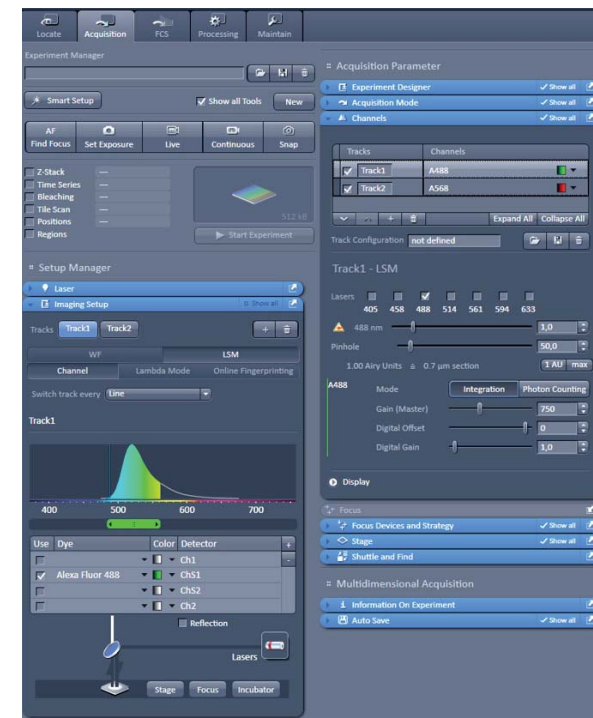 Locate Acquisition FCS Processing Maintain
Experiment Manager
Smart Setup Show all Tools New
AF
Find Focus Set Exposure Live Continuous Snap
Z-Stack
Time Series
Bleaching
Tile Scan
Positions
Regions
512 kB
Start Experiment
Setup Manager
Laser
Imaging Setup Show all
Tracks Track1 Track2 +
WF LSM
Channel Lambda Mode Online Fingerprinting
Switch track every Line
Track1
400 500 600 700
Use Dye Color Detector +
Ch1 -
Alexa Fluor 488 ChS1
ChS2
Ch2
Reflection
Lasers
Stage Focus Incubator
Acquisition Parameter
Experiment Designer Show all
Acquisition Mode Show all
Channels Show all
Tracks Channels
Track1 A488
Track2 A568
+ Expand All Collapse All
Track Configuration not defined
Track1 - LSM
Lasers
405 458 488 514 561 594 633
488 nm 1,0
Pinhole 50,0
1.00 Airy Units ≙ 0.7 µm section 1 AU max
A488 Mode Integration Photon Counting
Gain (Master) 750
Digital Offset 0
Digital Gain 1,0
Display
Focus
Focus Devices and Strategy Show all
Stage Show all
Shuttle and Find Show all
Multidimensional Acquisition
Information On Experiment
Auto Save Show all